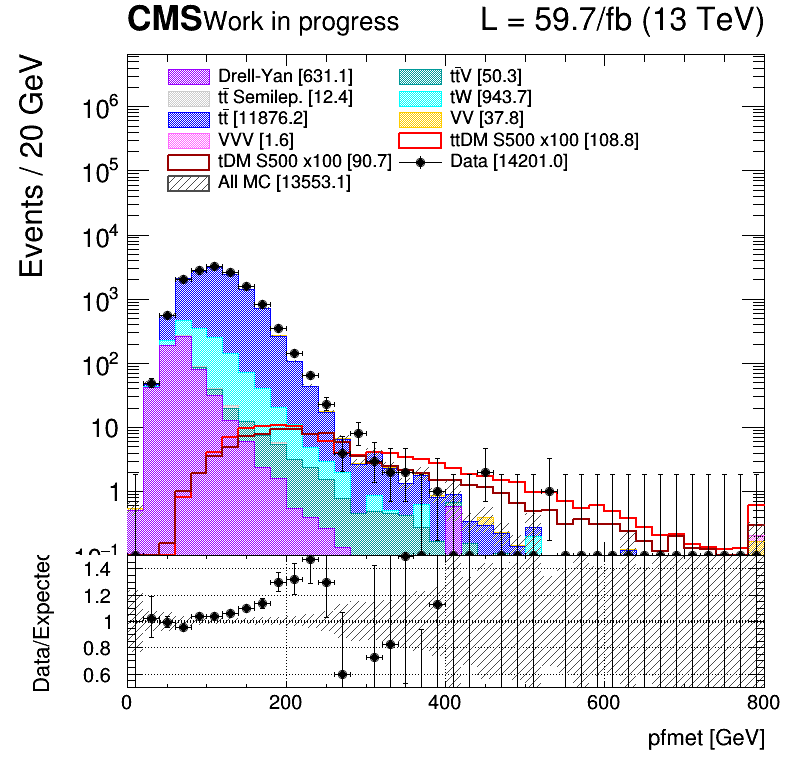 CMS Work in progress L = 59.7/fb (13 TeV)
Events / 20 GeV
Drell-Yan [631.1] tt̄V [50.3]
tt̄ Semilep. [12.4] tW [943.7]
tt̄ [11876.2] VV [37.8]
VVV [1.6] ttDM S500 x100 [108.8]
tDM S500 x100 [90.7] Data [14201.0]
All MC [13553.1]
10⁶
10⁵
10⁴
10³
10²
10
1
10⁻¹
Data/Expected
1.4
1.2
1
0.8
0.6
0 200 400 600 800
pfmet [GeV]